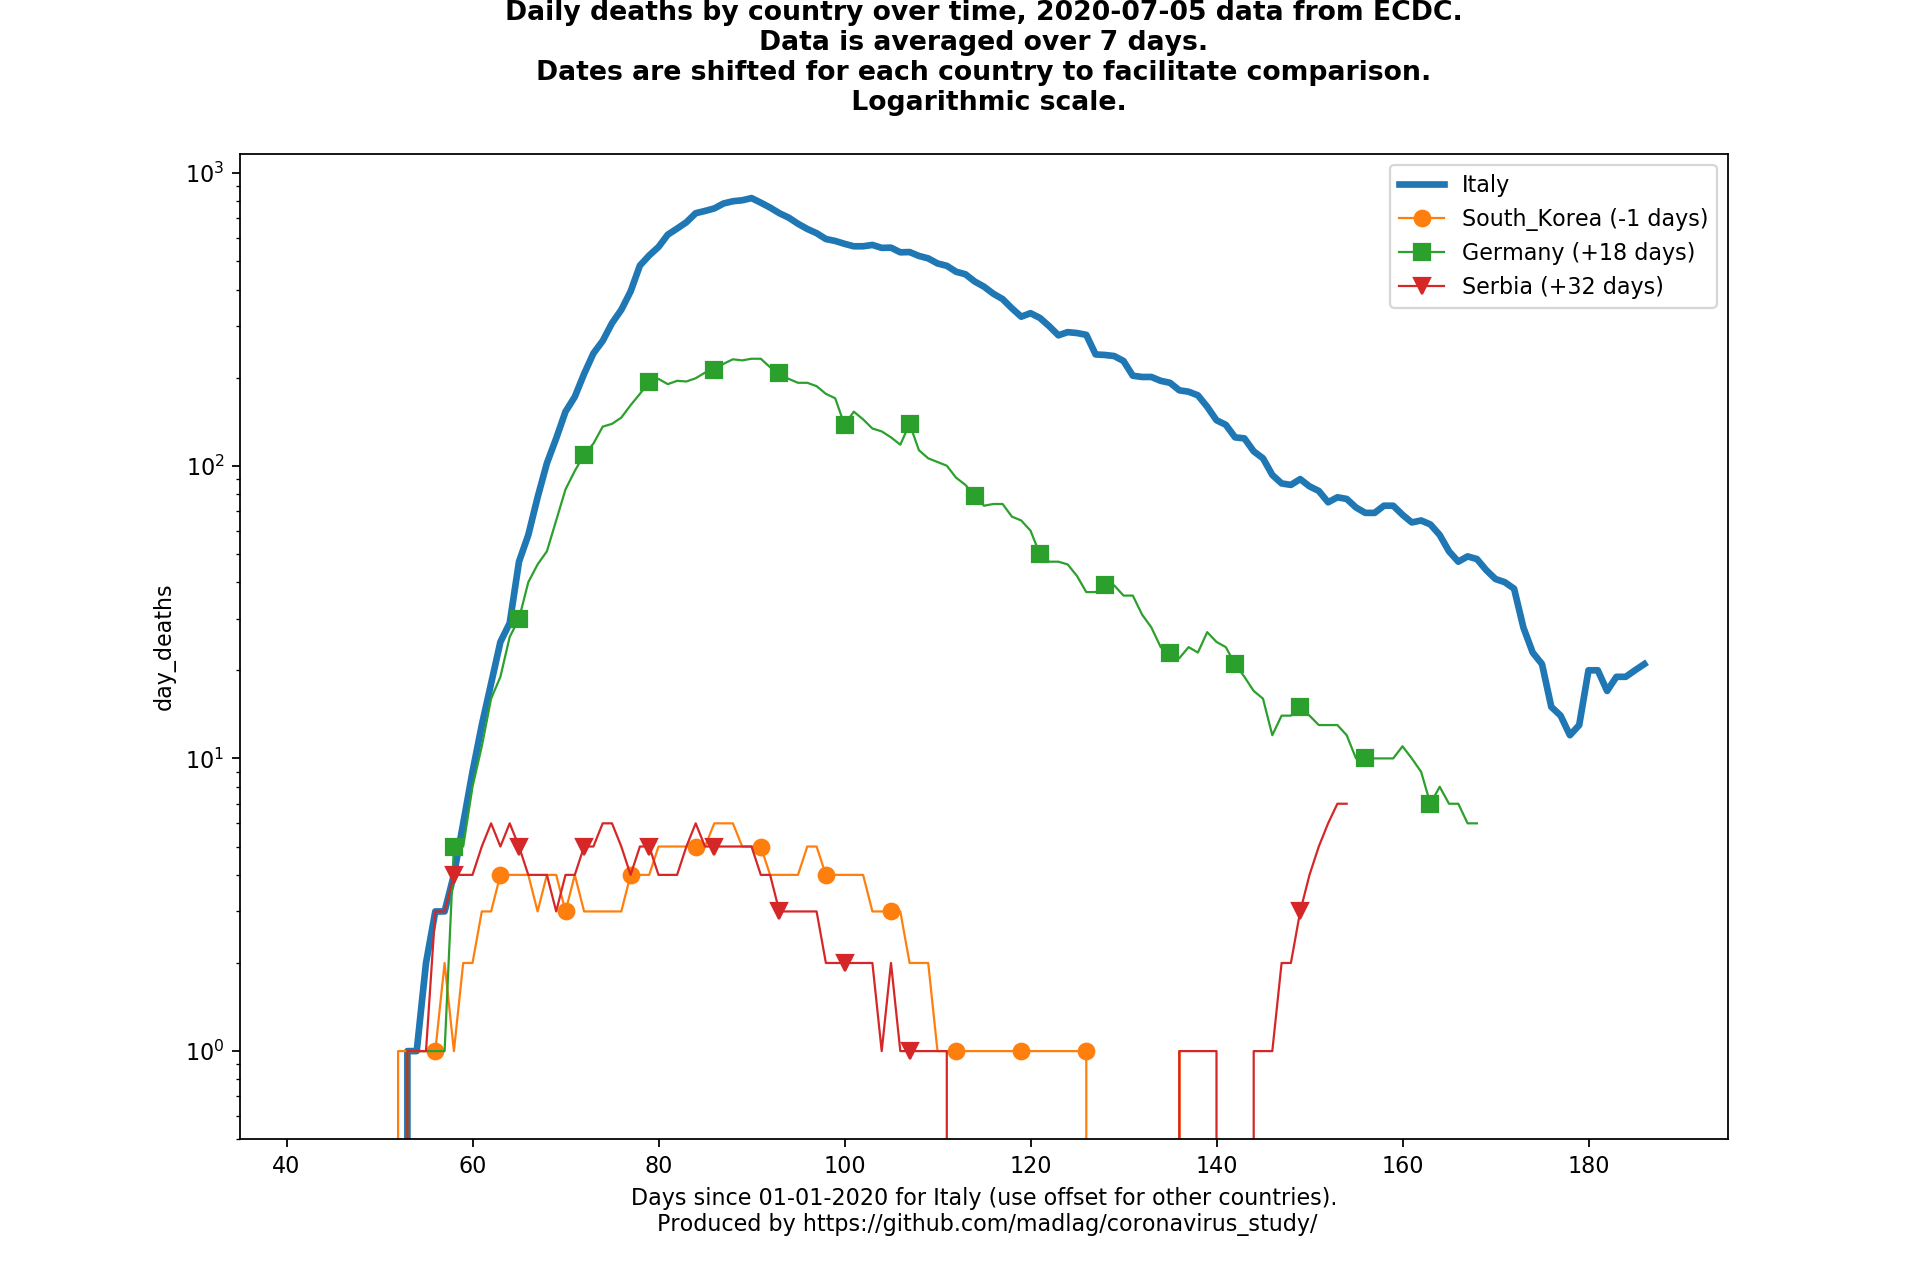 Daily deaths by country over time, 2020-07-05 data from ECDC.
Data is averaged over 7 days.
Dates are shifted for each country to facilitate comparison.
Logarithmic scale.
10³
10²
10¹
10⁰
day_deaths
Italy
South_Korea (-1 days)
Germany (+18 days)
Serbia (+32 days)
40 60 80 100 120 140 160 180
Days since 01-01-2020 for Italy (use offset for other countries).
Produced by https://github.com/madlag/coronavirus_study/